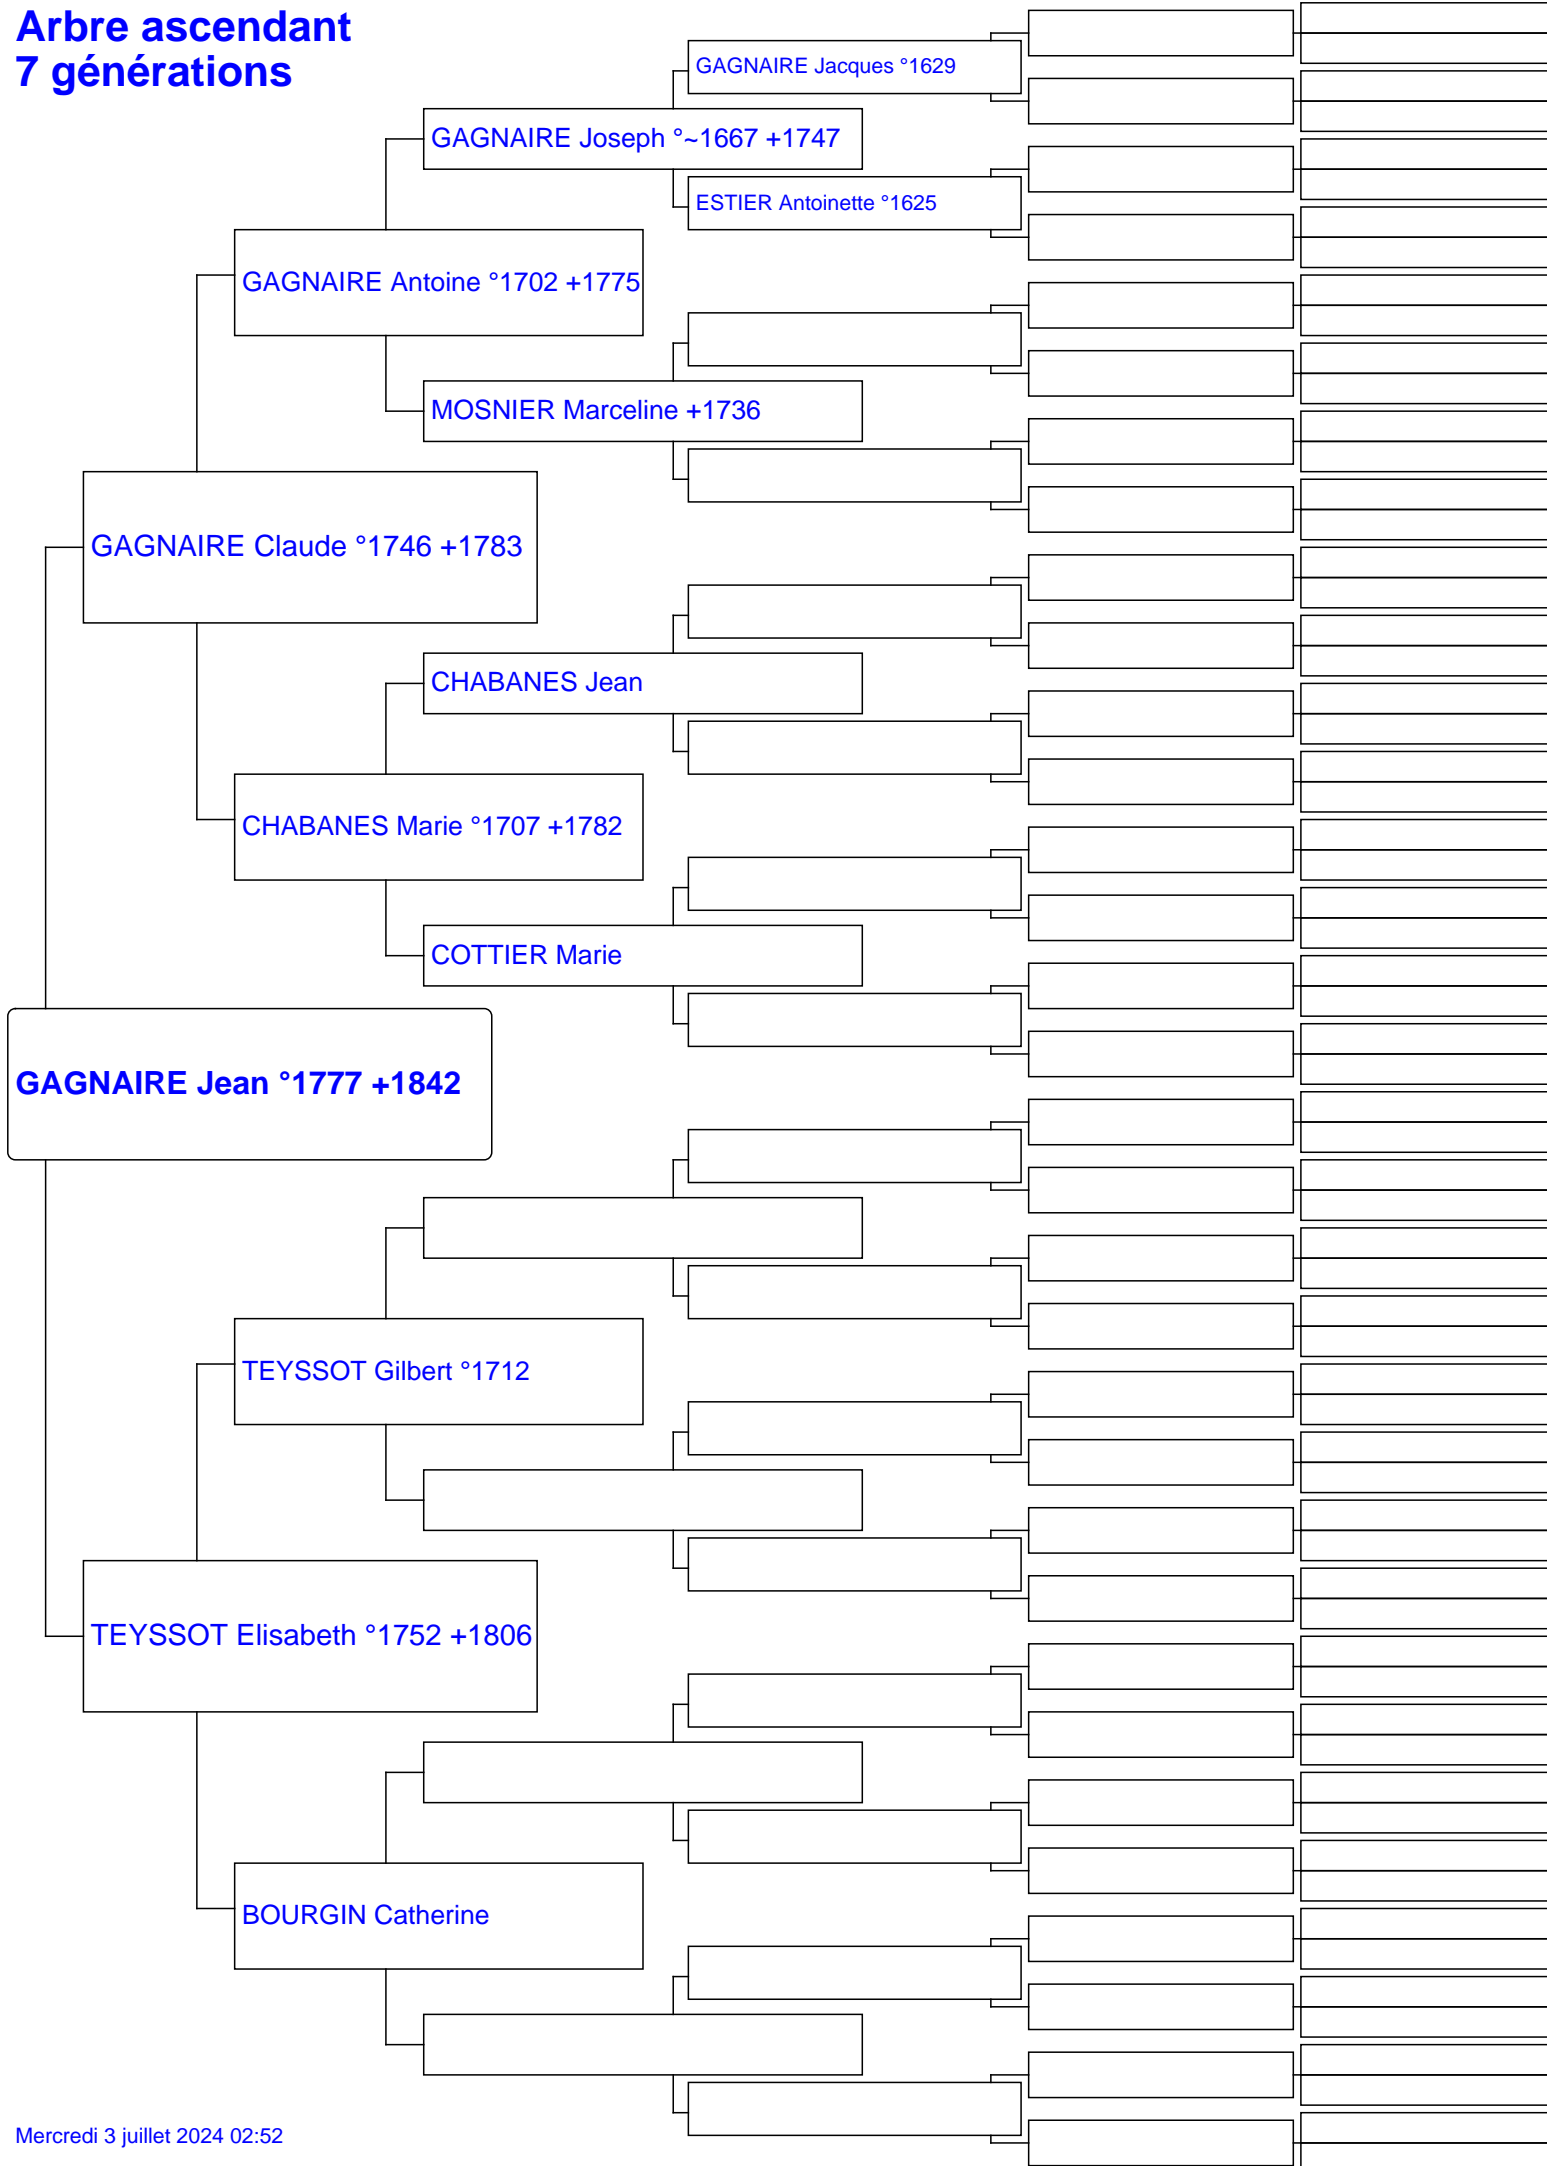 Arbre ascendant
7 générations
GAGNAIRE Jacques °1629
GAGNAIRE Joseph °~1667 +1747
ESTIER Antoinette °1625
GAGNAIRE Antoine °1702 +1775
MOSNIER Marceline +1736
GAGNAIRE Claude °1746 +1783
CHABANES Jean
CHABANES Marie °1707 +1782
COTTIER Marie
GAGNAIRE Jean °1777 +1842
TEYSSOT Gilbert °1712
TEYSSOT Elisabeth °1752 +1806
BOURGIN Catherine
Mercredi 3 juillet 2024 02:52